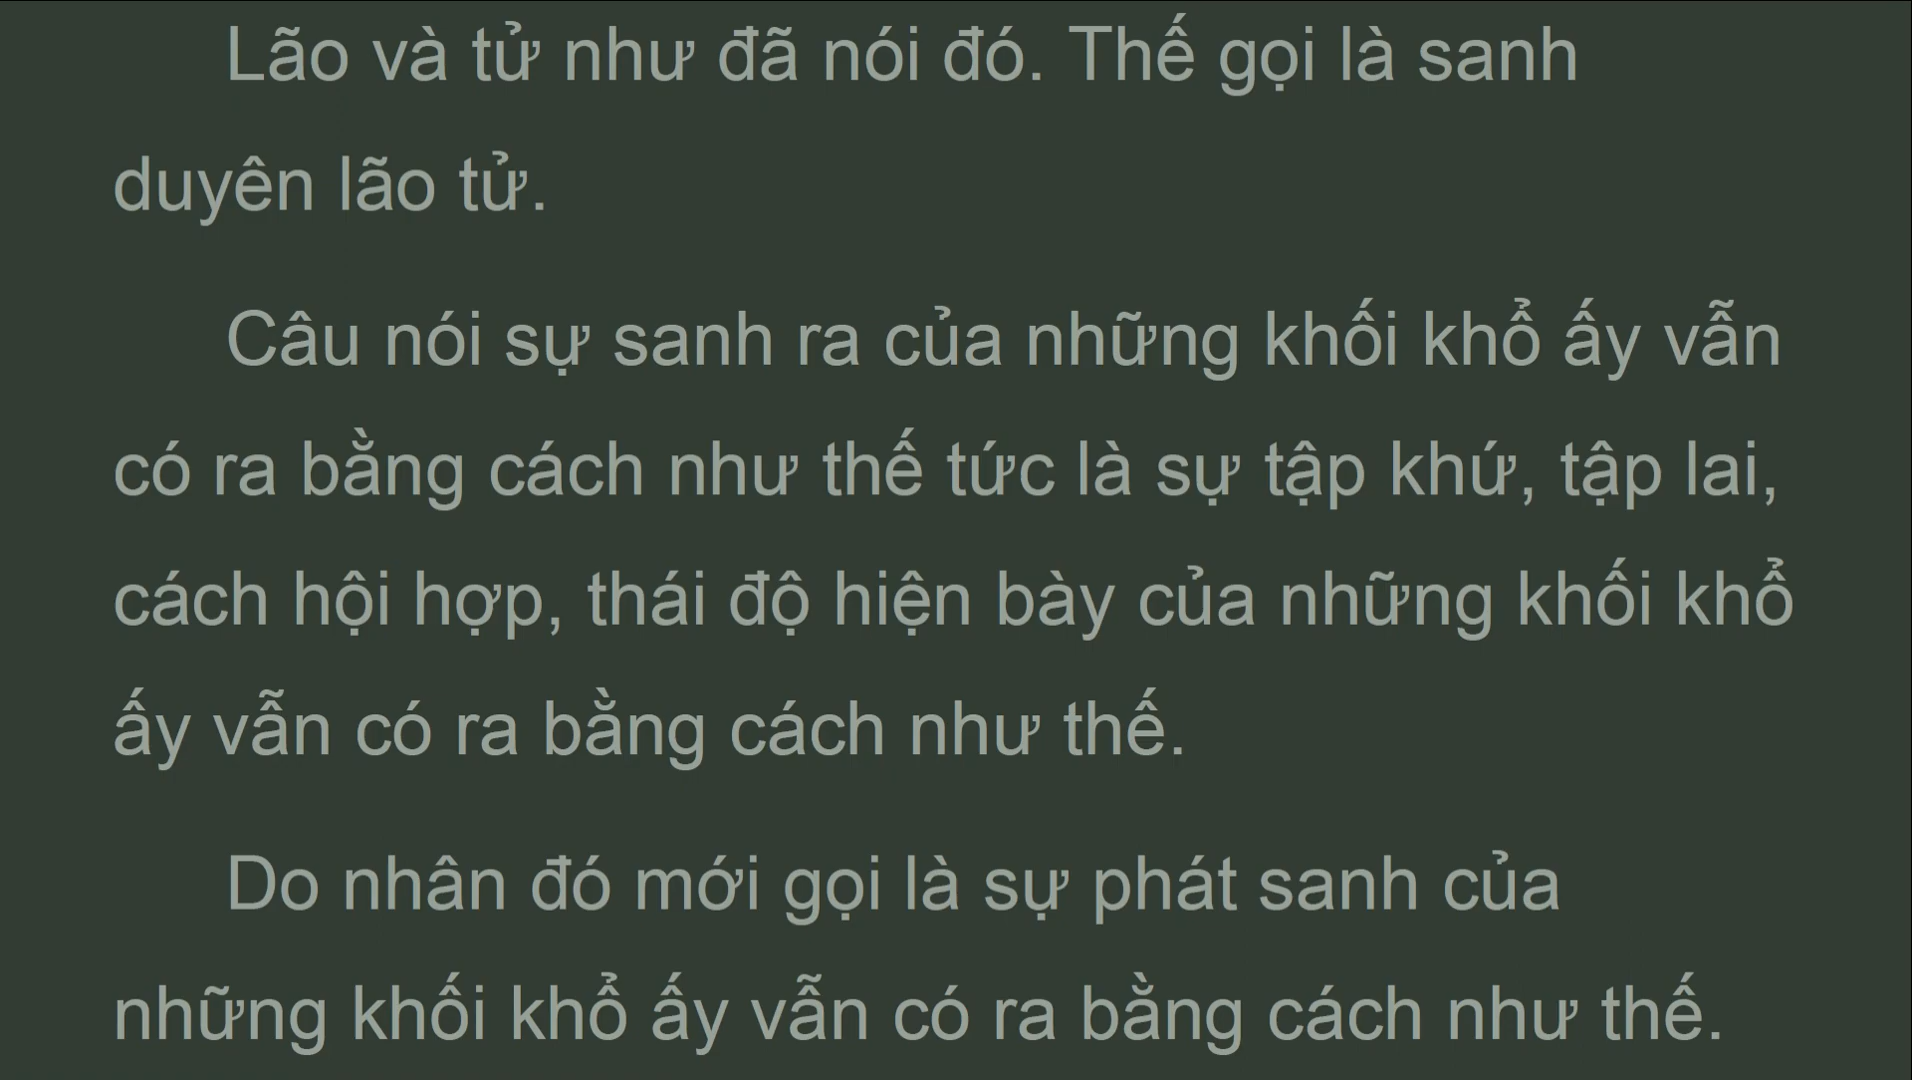 Lão và tử như đã nói đó. Thế gọi là sanh
duyên lão tử.
Câu nói sự sanh ra của những khối khổ ấy vẫn
có ra bằng cách như thế tức là sự tập khứ, tập lai,
cách hội hợp, thái độ hiện bày của những khối khổ
ấy vẫn có ra bằng cách như thế.
Do nhân đó mới gọi là sự phát sanh của
những khối khổ ấy vẫn có ra bằng cách như thế.